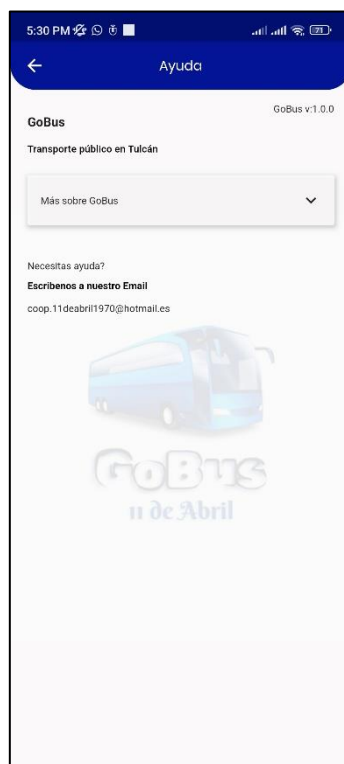 5:30 PM
71
Ayuda
GoBus v:1.0.0
GoBus
Transporte público en Tulcán
Más sobre GoBus
Necesitas ayuda?
Escribenos a nuestro Email
coop.11deabril1970@hotmail.es
GoBus
11 de Abril